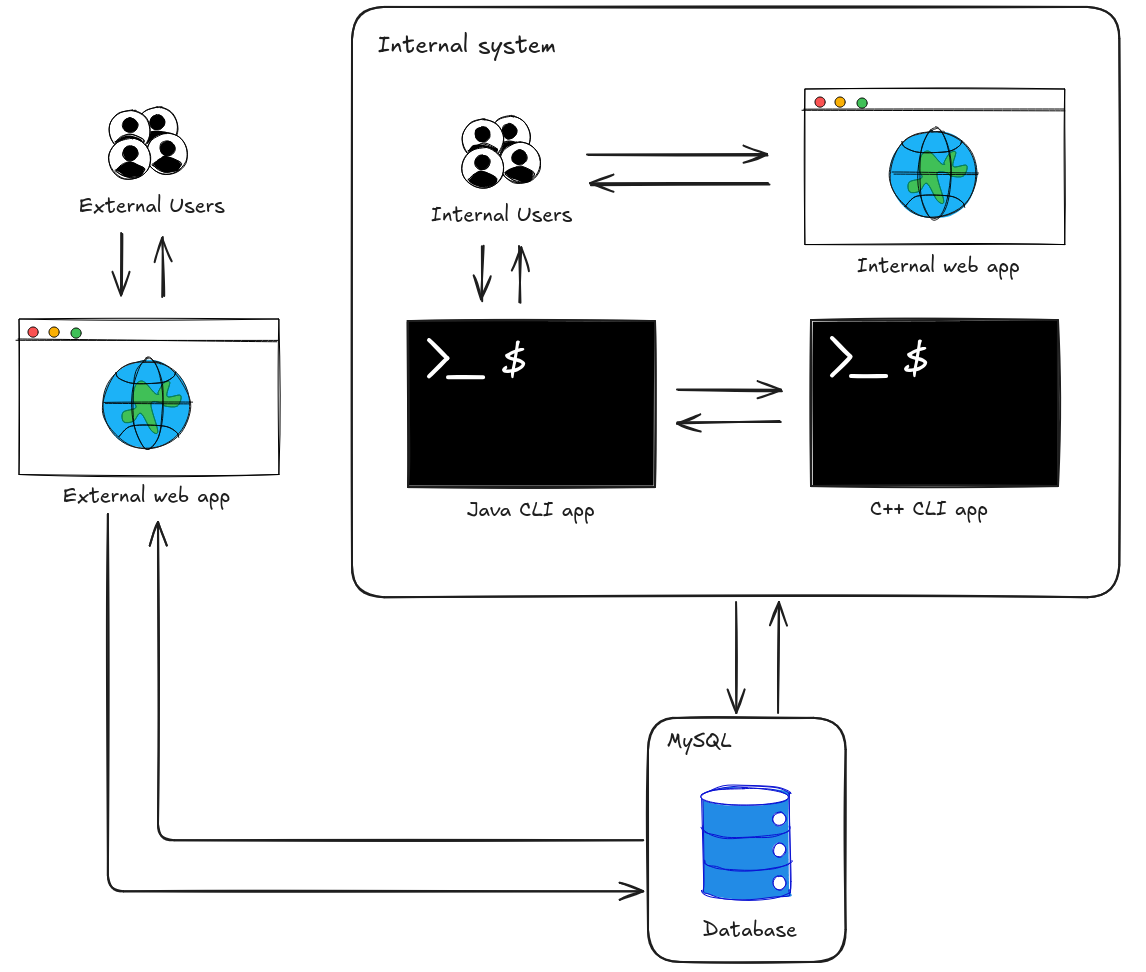 Internal system
External Users
Internal Users
Internal web app
>_ $
>_ $
External web app
Java CLI app
C++ CLI app
MySQL
Database